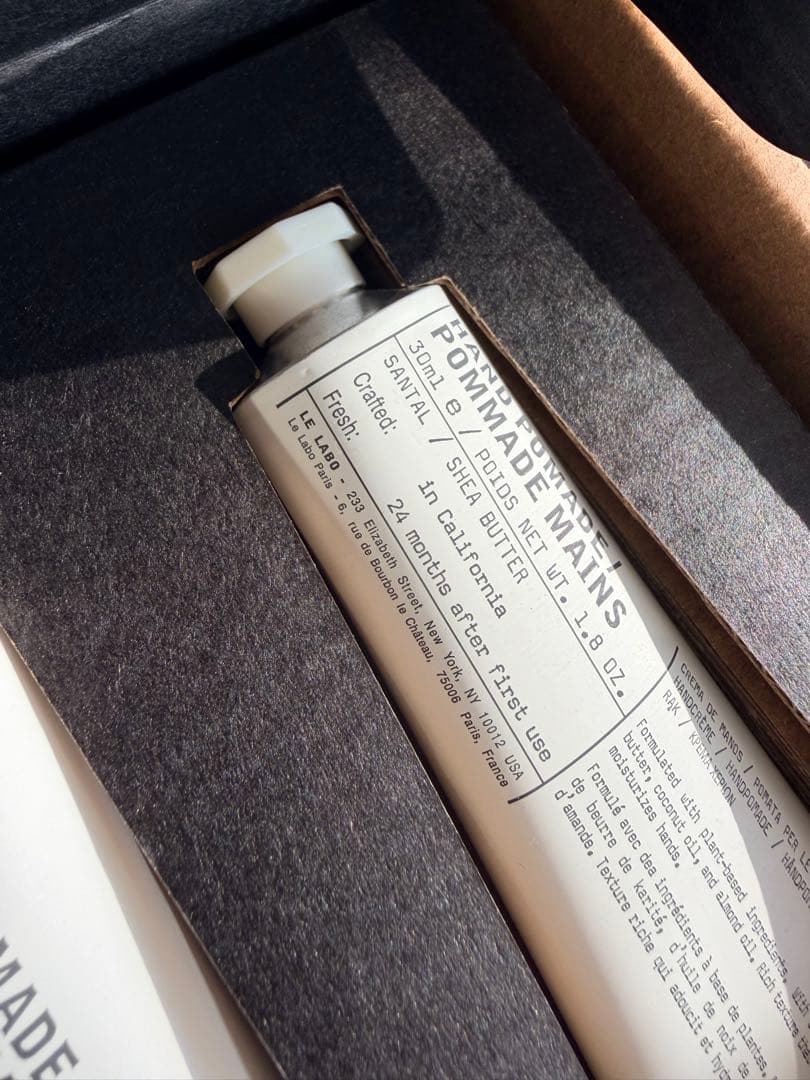 HAND POMADE /
POMMADE MAINS
30ml e / POIDS NET WT. 1.8 OZ.
SANTAL / SHEA BUTTER
Crafted: in California
Fresh: 24 months after first use
LE LABO - 233 Elizabeth Street, New York, NY 10012 USA
Le Labo Paris - 6, rue de Bourbon le Château, 75006 Paris, France
CREMA DE MANOS / POMATA PER
HANDCRÈME / HANDPOMADE /
RAK / ΚΡΕΜΑ ΧΕΡΙΩΝ
Formulated with plant-based ingredients.
butter, coconut oil, and almond oil. Rich texture
moisturizes hands.
Formulé avec des ingrédients à base de plantes.
de beurre de karité, d'huile de noix de
d'amande. Texture riche qui adoucit et
MADE